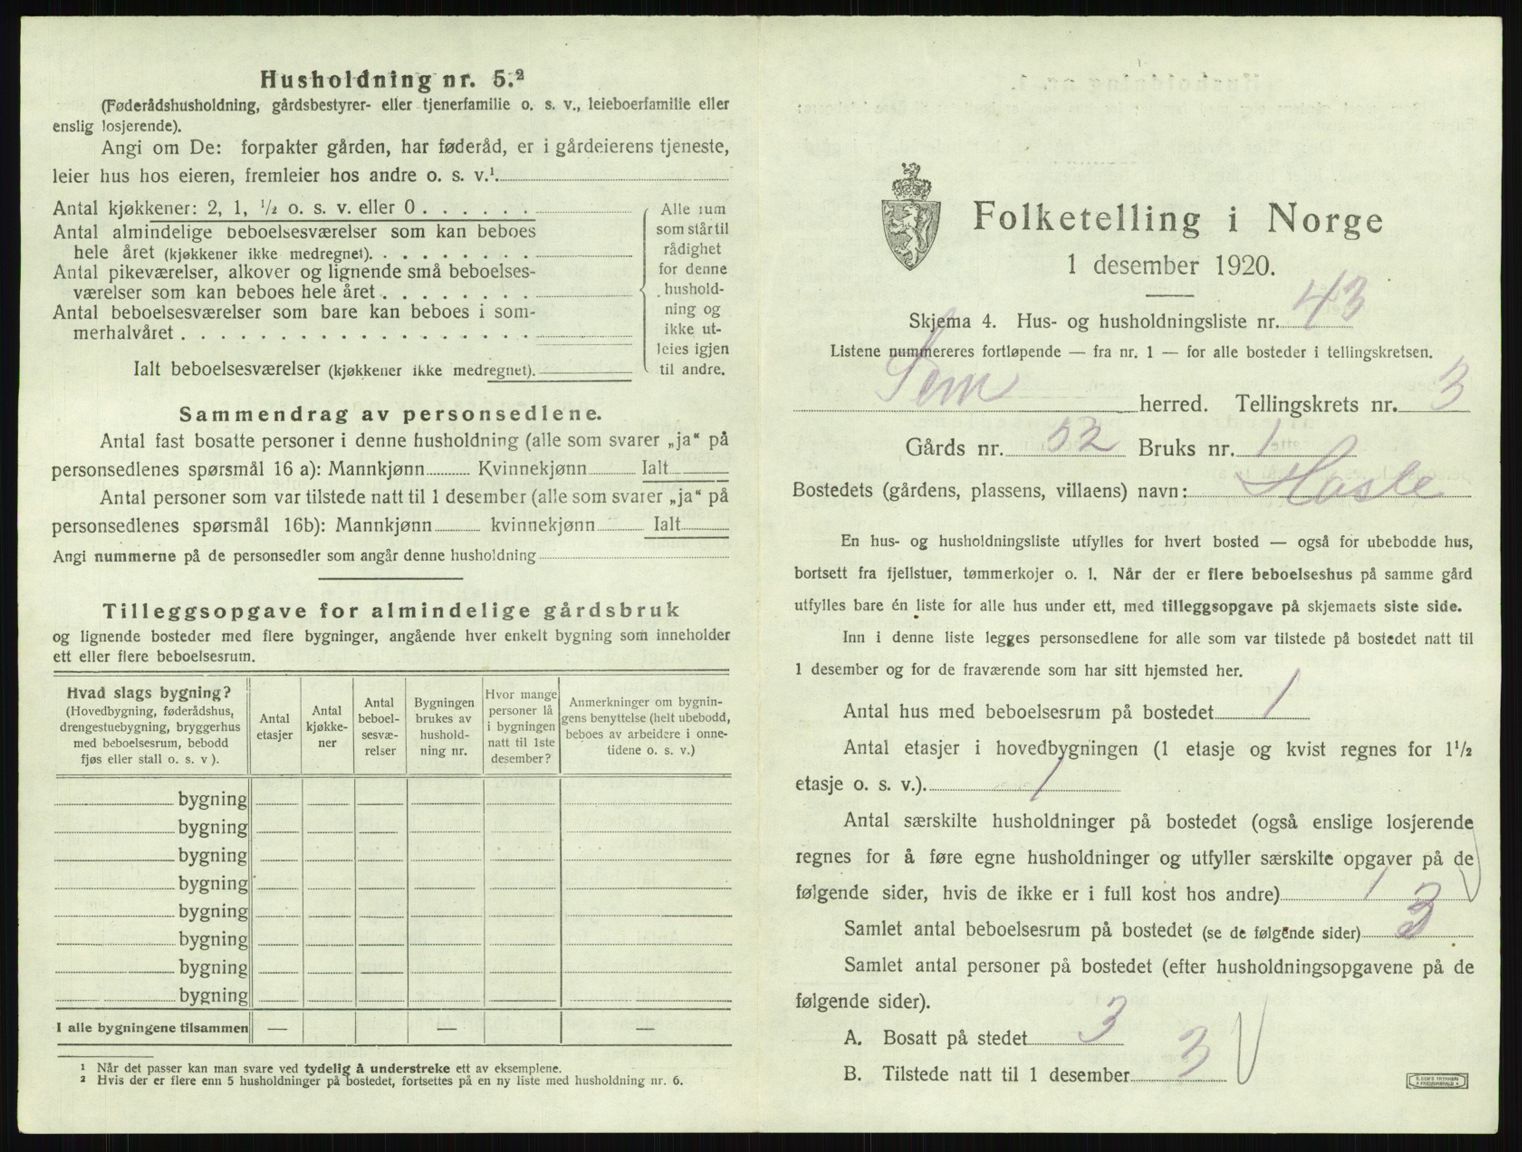 Husholdning nr. 5.²
(Føderådshusholdning, gårdsbestyrer- eller tjenerfamilie o. s. v., leieboerfamilie eller
enslig losjerende).
Angi om De: forpakter gården, har føderåd, er i gårdeierens tjeneste,
leier hus hos eieren, fremleier hos andre o. s. v.¹
Antal kjøkkener: 2, 1, ½ o. s. v. eller 0 . . . . . .
Antal almindelige beboelsesværelser som kan beboes
hele året (kjøkkener ikke medregnet). . . . . . . .
Antal pikeværelser, alkover og lignende små beboelses-
værelser som kan beboes hele året . . . . . . . .
Antal beboelsesværelser som bare kan beboes i som-
merhalvåret . . . . . . . . . . . . . . . . . .
Ialt beboelsesværelser (kjøkkener ikke medregnet).
Alle rum
som står til
rådighet
for denne
hushold-
ning og
ikke ut-
leies igjen
til andre.
Sammendrag av personsedlene.
Antal fast bosatte personer i denne husholdning (alle som svarer „ja“ på
personsedlenes spørsmål 16 a): Mannkjønn Kvinnekjønn Ialt
Antal personer som var tilstede natt til 1 desember (alle som svarer „ja“ på
personsedlenes spørsmål 16b): Mannkjønn kvinnekjønn Ialt
Angi nummerne på de personsedler som angår denne husholdning
Tilleggsopgave for almindelige gårdsbruk
og lignende bosteder med flere bygninger, angående hver enkelt bygning som inneholder
ett eller flere beboelsesrum.
Hvad slags bygning?
(Hovedbygning, føderådshus,
drengestuebygning, bryggerhus
med beboelsesrum, bebodd
fjøs eller stall o. s. v ).
Antal
etasjer
Antal
kjøkke-
ner
Antal
beboel-
sesvæ-
relser
Bygningen
brukes av
hushold-
ning nr.
Hvor mange
personer lå
i bygningen
natt til 1ste
desember?
Anmerkninger om bygnin-
gens benyttelse (helt ubebodd,
beboes av arbeidere i onne-
tidene o. s. v.)
bygning
bygning
bygning
bygning
bygning
bygning
bygning
bygning
I alle bygningene tilsammen — — —
¹ Når det passer kan man svare ved tydelig å understreke ett av eksemplene.
² Hvis der er flere enn 5 husholdninger på bostedet, fortsettes på en ny liste med husholdning nr. 6.
Folketelling i Norge
1 desember 1920.
Skjema 4. Hus- og husholdningsliste nr. 43
Listene nummereres fortløpende — fra nr. 1 — for alle bosteder i tellingskretsen.
Sem herred. Tellingskrets nr. 3
Gårds nr. 52 Bruks nr. 1
Bostedets (gårdens, plassens, villaens) navn: Hasle
En hus- og husholdningsliste utfylles for hvert bosted — også for ubebodde hus,
bortsett fra fjellstuer, tømmerkojer o. l. Når der er flere beboelseshus på samme gård
utfylles bare én liste for alle hus under ett, med tilleggsopgave på skjemaets siste side.
Inn i denne liste legges personsedlene for alle som var tilstede på bostedet natt til
1 desember og for de fraværende som har sitt hjemsted her.
Antal hus med beboelsesrum på bostedet 1
Antal etasjer i hovedbygningen (1 etasje og kvist regnes for 1½
etasje o. s. v.). 1
Antal særskilte husholdninger på bostedet (også enslige losjerende
regnes for å føre egne husholdninger og utfyller særskilte opgaver på de
følgende sider, hvis de ikke er i full kost hos andre) 1
Samlet antal beboelsesrum på bostedet (se de følgende sider) 3
Samlet antal personer på bostedet (efter husholdningsopgavene på de
følgende sider).
A. Bosatt på stedet 3
B. Tilstede natt til 1 desember 3